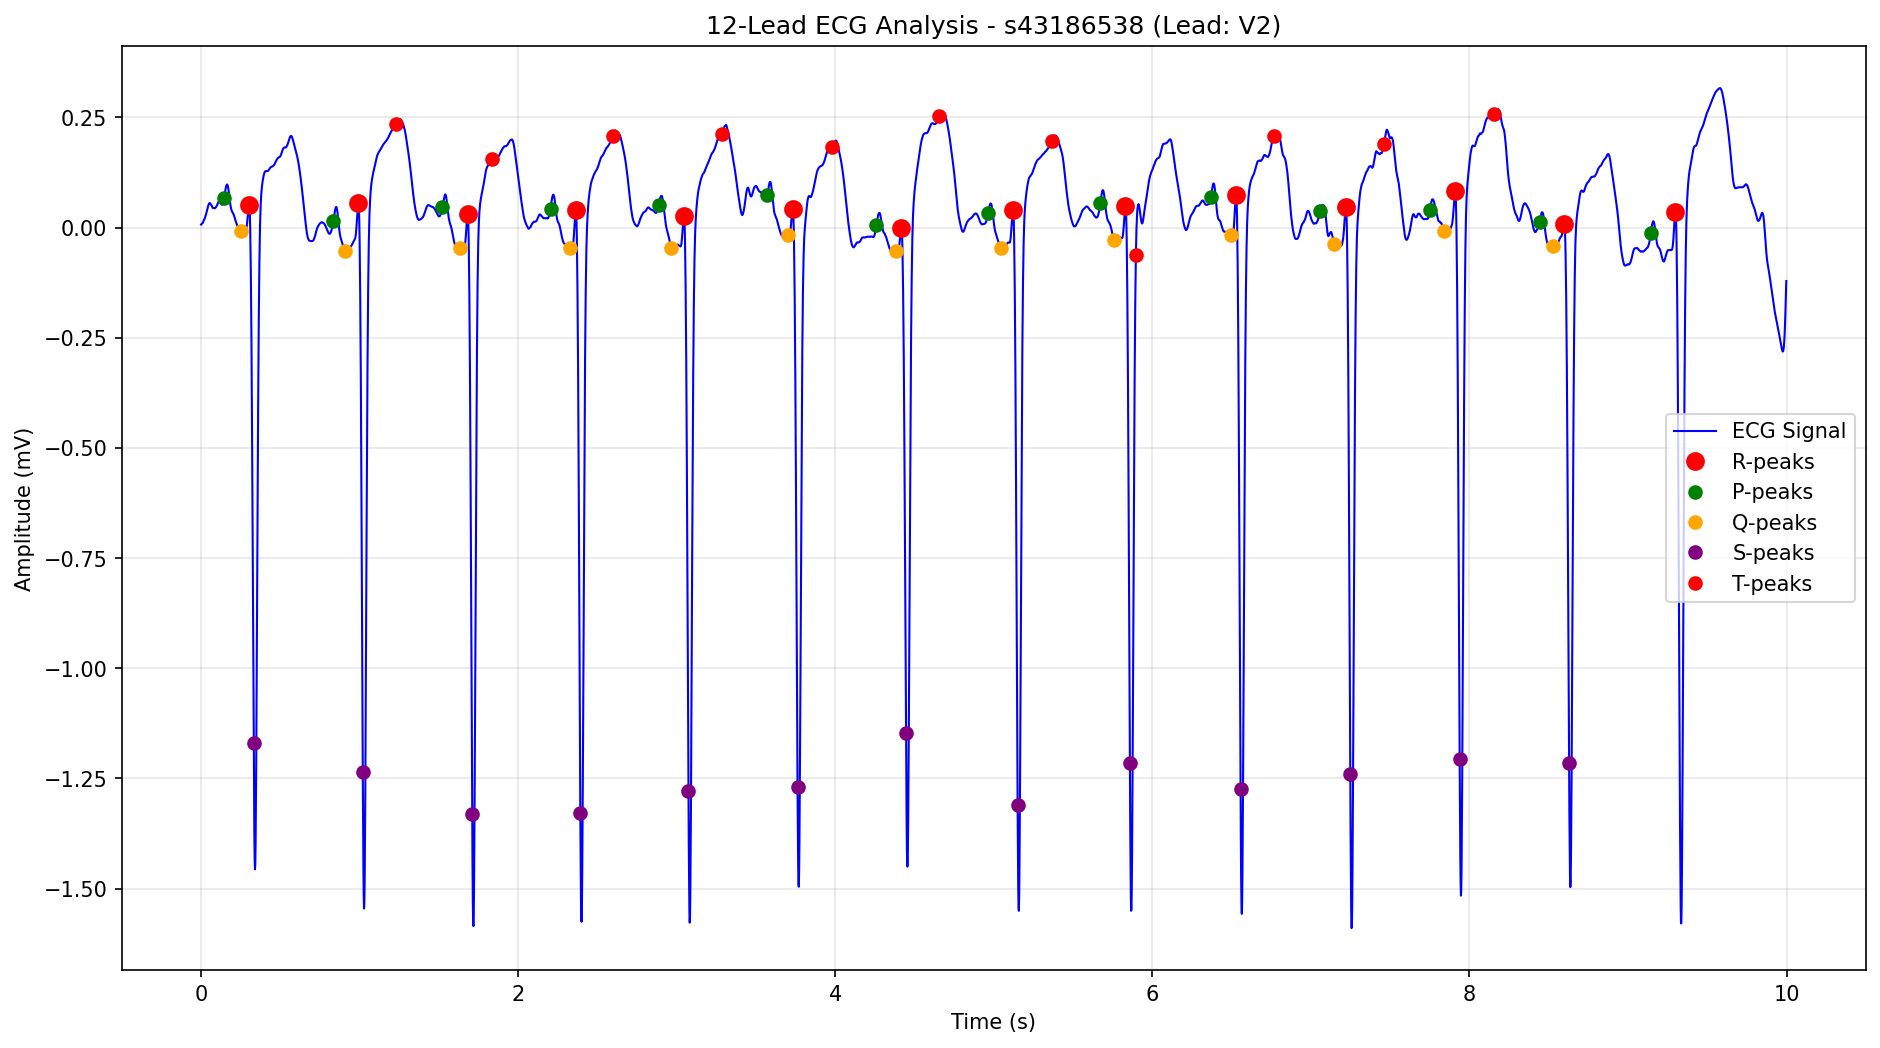 12-Lead ECG Analysis - s43186538 (Lead: V2)
Amplitude (mV)
0.25
0.00
−0.25
−0.50
−0.75
−1.00
−1.25
−1.50
ECG Signal
R-peaks
P-peaks
Q-peaks
S-peaks
T-peaks
0 2 4 6 8 10
Time (s)